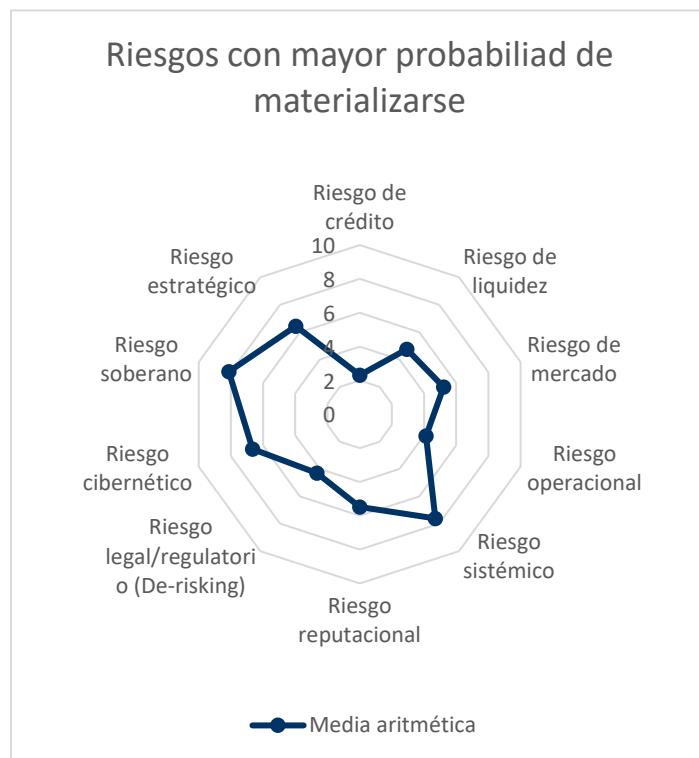 Riesgos con mayor probabiliad de
materializarse
Riesgo de
crédito
Riesgo de
liquidez
Riesgo de
mercado
Riesgo
operacional
Riesgo
sistémico
Riesgo
reputacional
Riesgo
legal/regulatori
o (De-risking)
Riesgo
cibernético
Riesgo
soberano
Riesgo
estratégico
10
8
6
4
2
0
Media aritmética